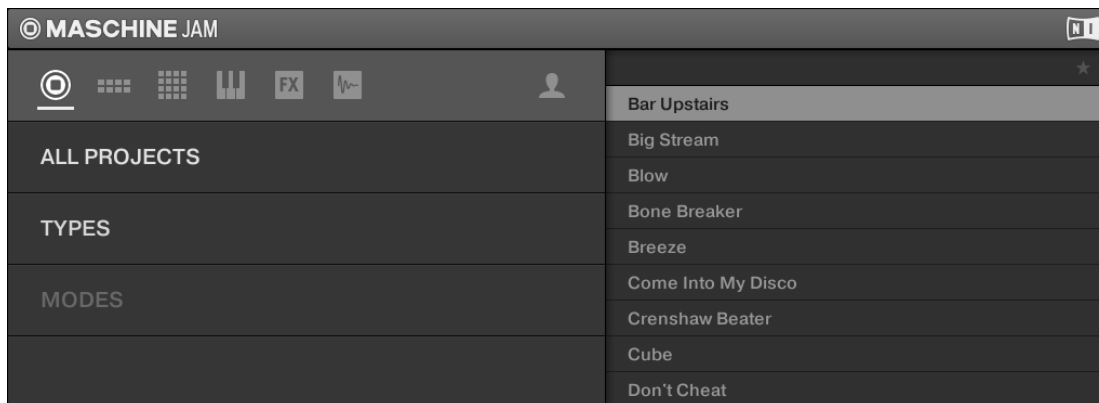 MASCHINE JAM
NI
FX
ALL PROJECTS
TYPES
MODES
Bar Upstairs
Big Stream
Blow
Bone Breaker
Breeze
Come Into My Disco
Crenshaw Beater
Cube
Don't Cheat